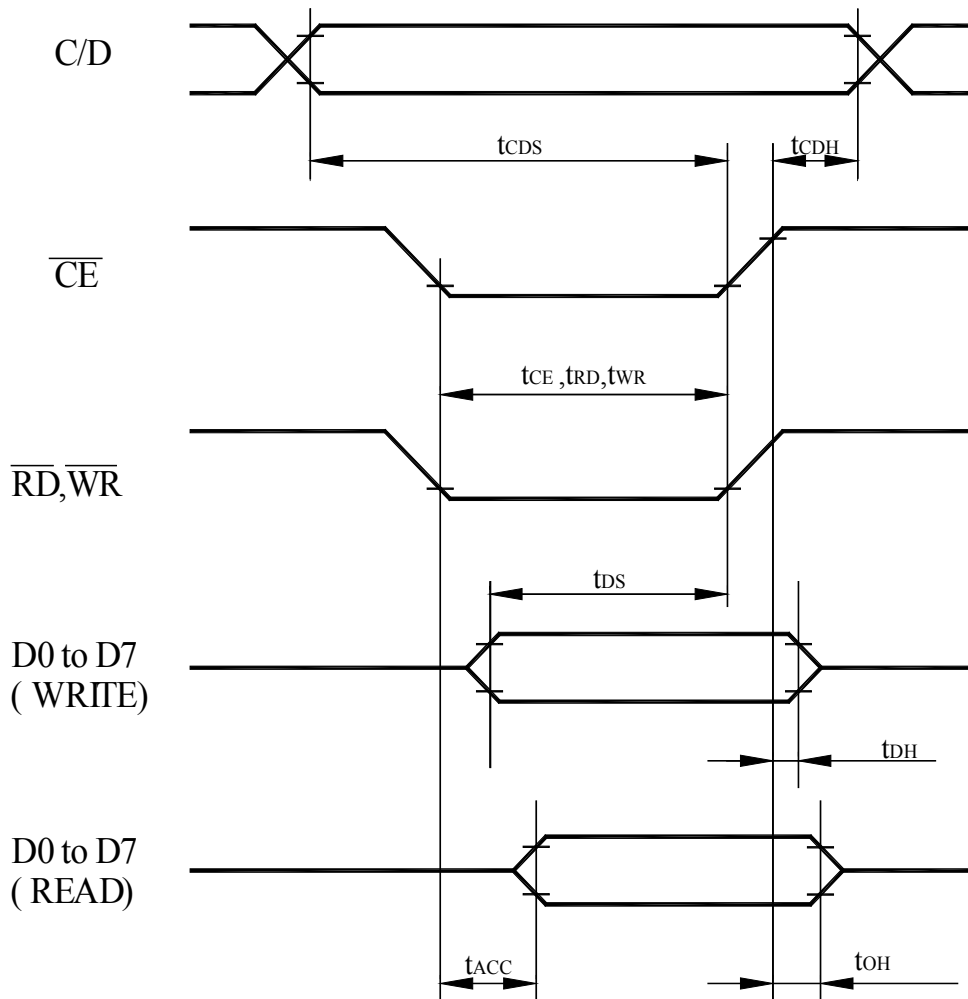 C/D
tCDS
tCDH
CE
tCE ,tRD,tWR
RD,WR
tDS
D0 to D7
( WRITE)
tDH
D0 to D7
( READ)
tACC
tOH